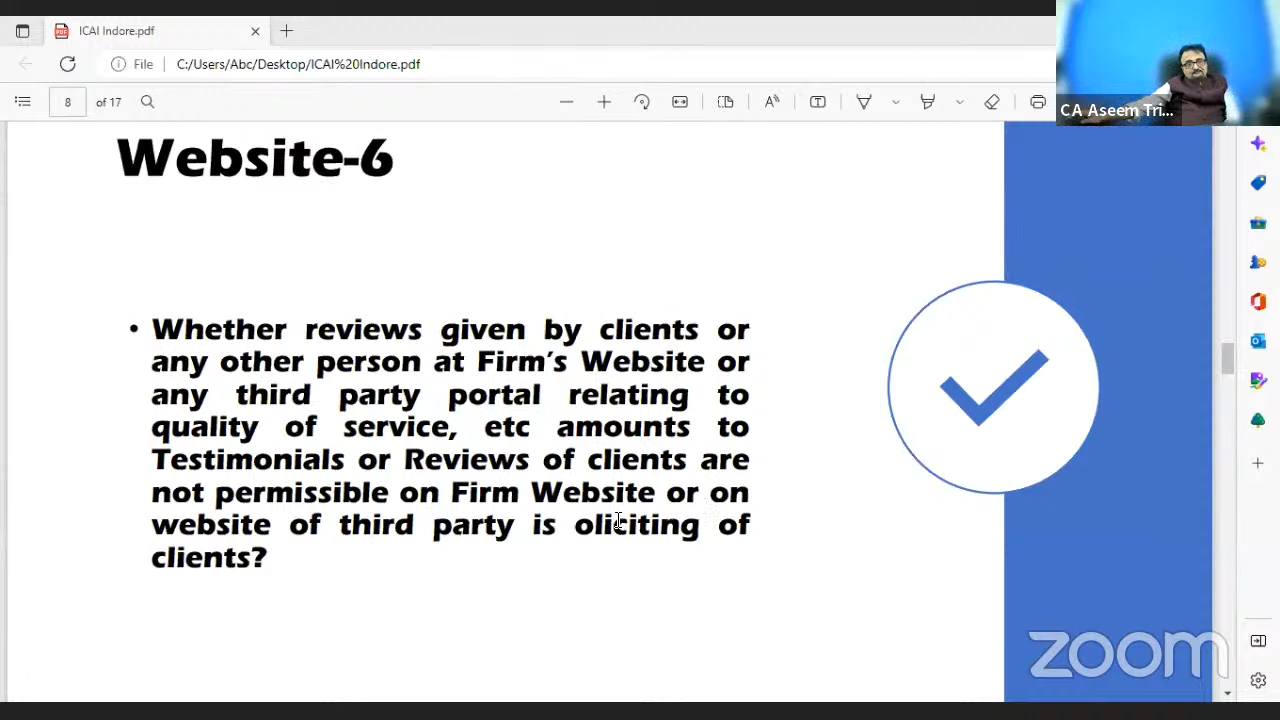 ICAI Indore.pdf
File
C:/Users/Abc/Desktop/ICAI%20Indore.pdf
8 of 17
CA Aseem Tri...
Website-6
• Whether reviews given by clients or
any other person at Firm's Website or
any third party portal relating to
quality of service, etc amounts to
Testimonials or Reviews of clients are
not permissible on Firm Website or on
website of third party is oliciting of
clients?
zoom